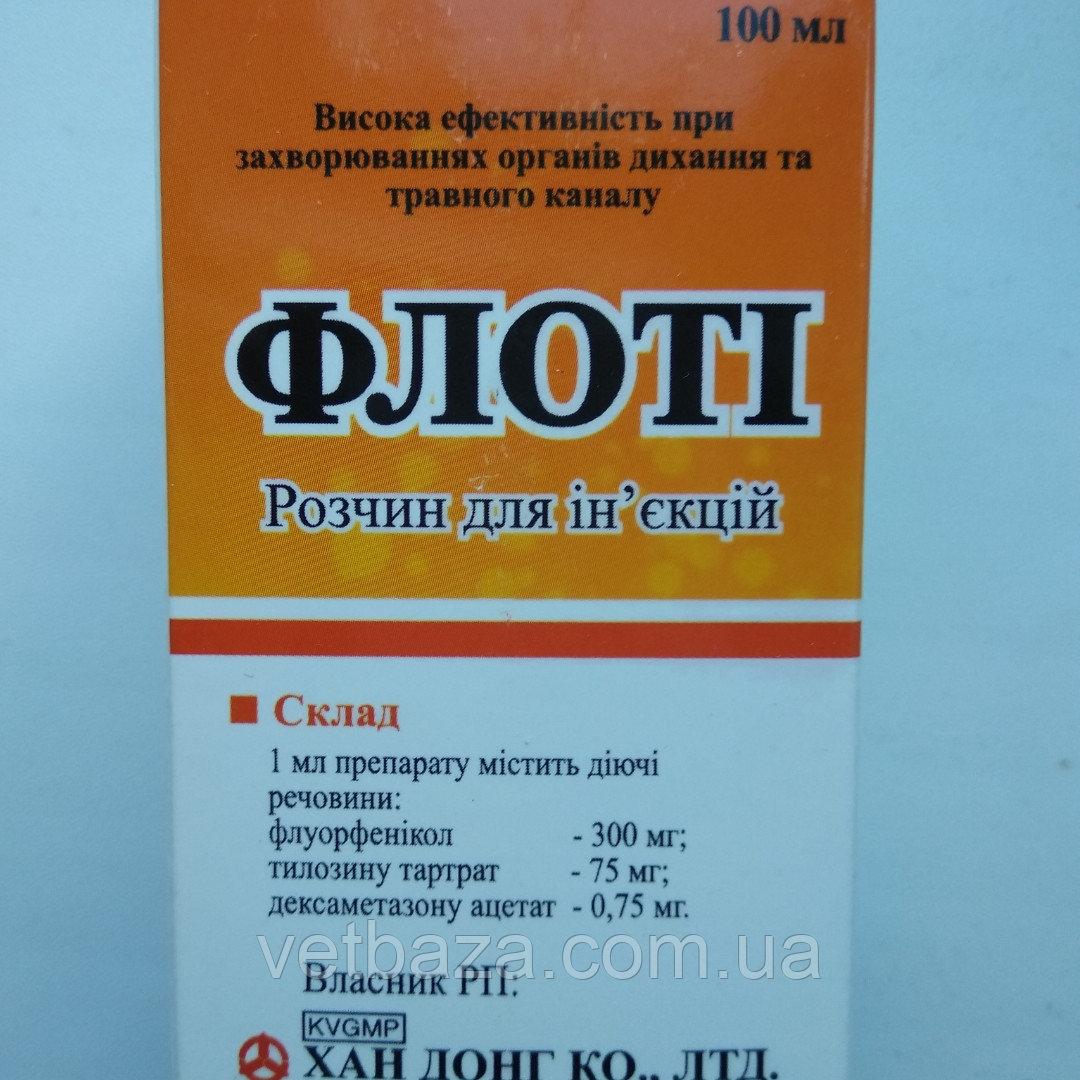 100 мл
Висока ефективність при
захворюваннях органів дихання та
травного каналу
ФЛОТІ
Розчин для ін’єкцій
Склад
1 мл препарату містить діючі
речовини:
флуорфенікол - 300 мг;
тилозину тартрат - 75 мг;
дексаметазону ацетат - 0,75 мг.
vetbaza.com.ua
Власник РП:
KVGMP
ХАН ДОНГ КО., ЛТД.